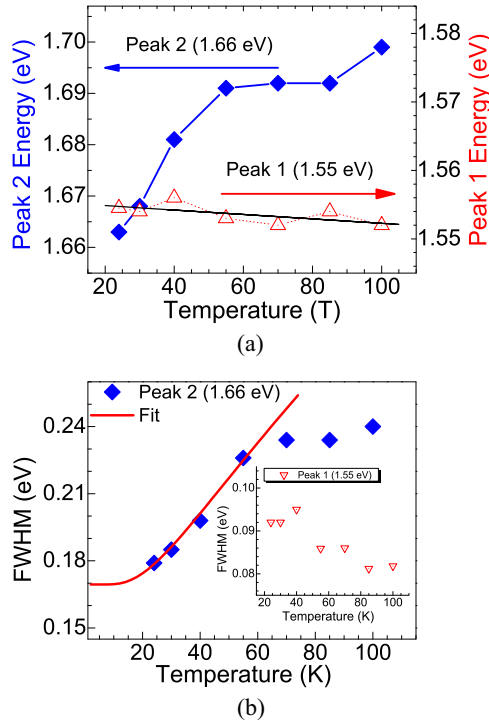 (a)
Peak 2 Energy (eV)
1.70
1.69
1.68
1.67
1.66
Peak 2 (1.66 eV)
Peak 1 (1.55 eV)
1.58
1.57
1.56
1.55
Peak 1 Energy (eV)
20 40 60 80 100
Temperature (T)
(a)
FWHM (eV)
0.24
0.21
0.18
0.15
Peak 2 (1.66 eV)
Fit
Peak 1 (1.55 eV)
FWHM (eV)
0.10
0.09
0.08
20 40 60 80 100
Temperature (K)
20 40 60 80 100
Temperature (K)
(b)